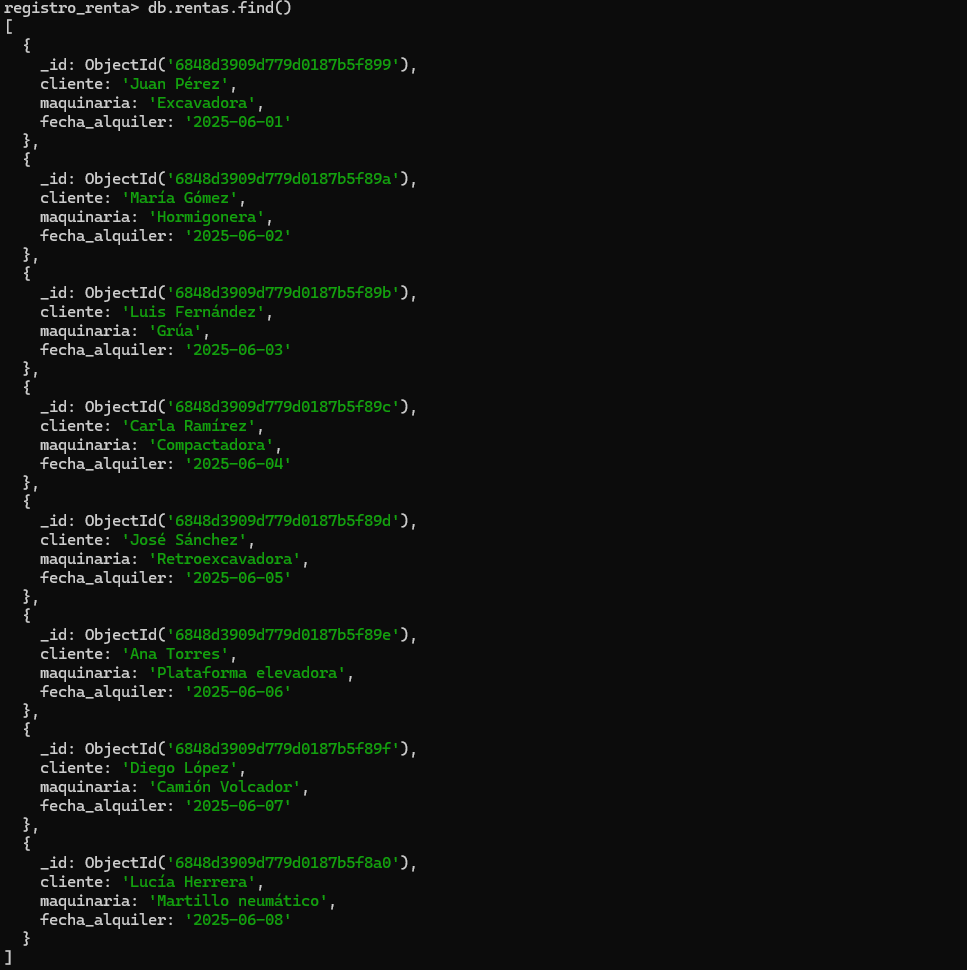 registro_renta> db.rentas.find()
[
  {
    _id: ObjectId('6848d3909d779d0187b5f899'),
    cliente: 'Juan Pérez',
    maquinaria: 'Excavadora',
    fecha_alquiler: '2025-06-01'
  },
  {
    _id: ObjectId('6848d3909d779d0187b5f89a'),
    cliente: 'María Gómez',
    maquinaria: 'Hormigonera',
    fecha_alquiler: '2025-06-02'
  },
  {
    _id: ObjectId('6848d3909d779d0187b5f89b'),
    cliente: 'Luis Fernández',
    maquinaria: 'Grúa',
    fecha_alquiler: '2025-06-03'
  },
  {
    _id: ObjectId('6848d3909d779d0187b5f89c'),
    cliente: 'Carla Ramírez',
    maquinaria: 'Compactadora',
    fecha_alquiler: '2025-06-04'
  },
  {
    _id: ObjectId('6848d3909d779d0187b5f89d'),
    cliente: 'José Sánchez',
    maquinaria: 'Retroexcavadora',
    fecha_alquiler: '2025-06-05'
  },
  {
    _id: ObjectId('6848d3909d779d0187b5f89e'),
    cliente: 'Ana Torres',
    maquinaria: 'Plataforma elevadora',
    fecha_alquiler: '2025-06-06'
  },
  {
    _id: ObjectId('6848d3909d779d0187b5f89f'),
    cliente: 'Diego López',
    maquinaria: 'Camión Volcador',
    fecha_alquiler: '2025-06-07'
  },
  {
    _id: ObjectId('6848d3909d779d0187b5f8a0'),
    cliente: 'Lucía Herrera',
    maquinaria: 'Martillo neumático',
    fecha_alquiler: '2025-06-08'
  }
]